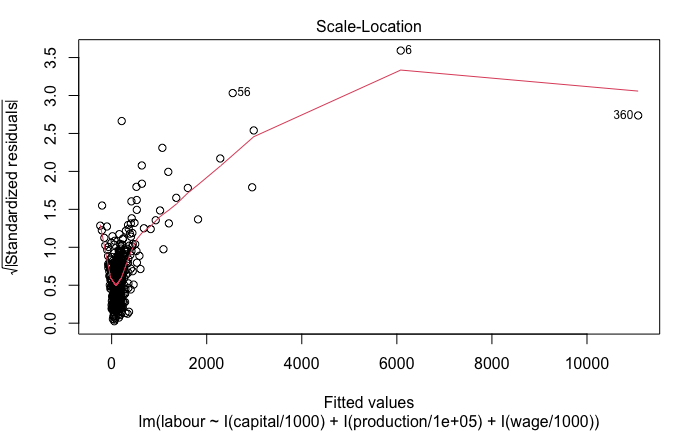 Scale-Location
√|Standardized residuals|
3.5
3.0
2.5
2.0
1.5
1.0
0.5
0.0
6
56
360
0 2000 4000 6000 8000 10000
Fitted values
lm(labour ~ I(capital/1000) + I(production/1e+05) + I(wage/1000))